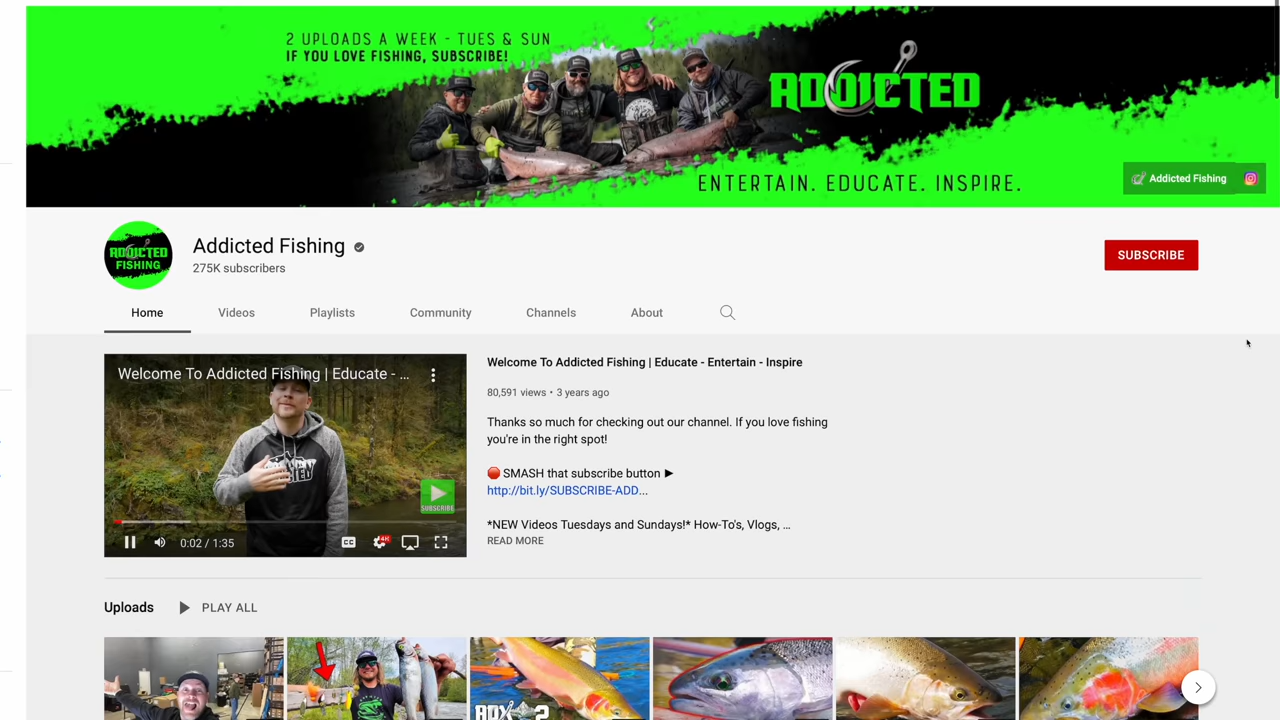 2 UPLOADS A WEEK - TUES & SUN
IF YOU LOVE FISHING, SUBSCRIBE!
ADDICTED
ENTERTAIN. EDUCATE. INSPIRE.
Addicted Fishing
ADDICTED
FISHING
Addicted Fishing
275K subscribers
SUBSCRIBE
Home
Videos
Playlists
Community
Channels
About
Welcome To Addicted Fishing | Educate - ...
SUBSCRIBE
0:02 / 1:35
CC
4K
Welcome To Addicted Fishing | Educate - Entertain - Inspire
80,591 views • 3 years ago
Thanks so much for checking out our channel. If you love fishing
you're in the right spot!
🛑 SMASH that subscribe button ►
http://bit.ly/SUBSCRIBE-ADD...
*NEW Videos Tuesdays and Sundays!* How-To's, Vlogs, ...
READ MORE
Uploads
PLAY ALL